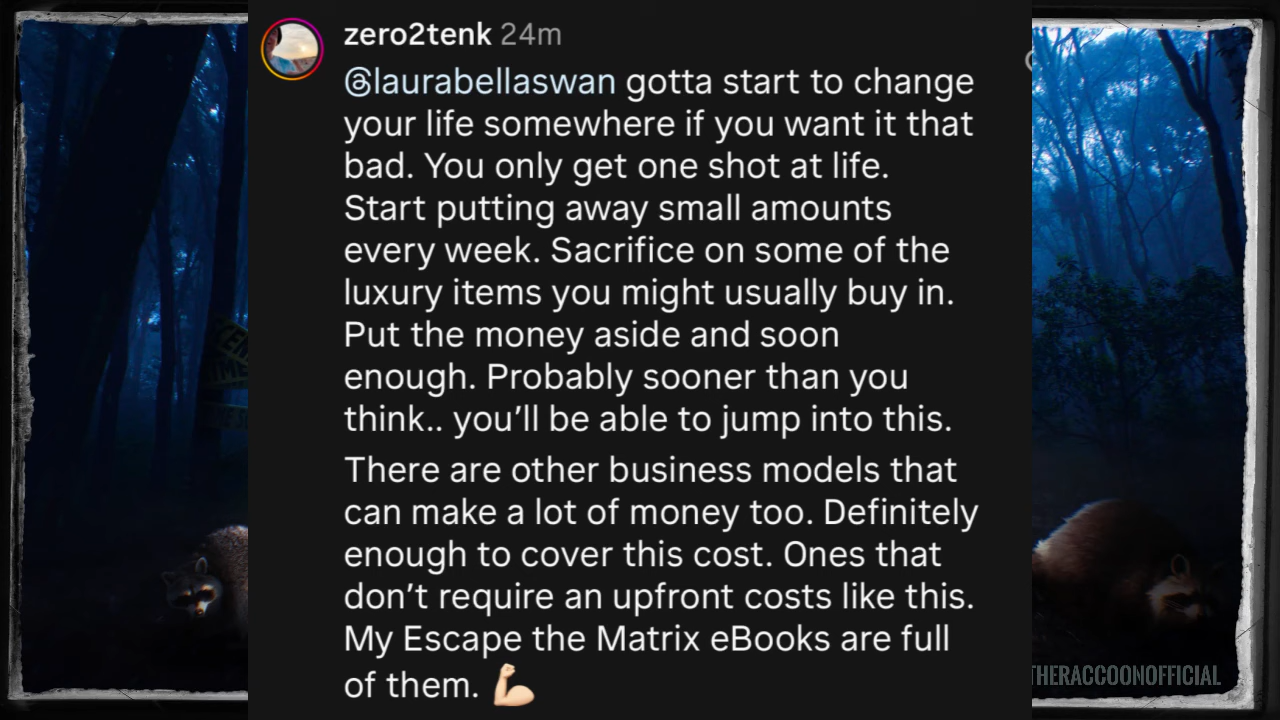 zero2tenk 24m
@laurabellaswan gotta start to change
your life somewhere if you want it that
bad. You only get one shot at life.
Start putting away small amounts
every week. Sacrifice on some of the
luxury items you might usually buy in.
Put the money aside and soon
enough. Probably sooner than you
think.. you’ll be able to jump into this.
There are other business models that
can make a lot of money too. Definitely
enough to cover this cost. Ones that
don’t require an upfront costs like this.
My Escape the Matrix eBooks are full
of them. 💪🏼
THERACCOONOFFICIAL